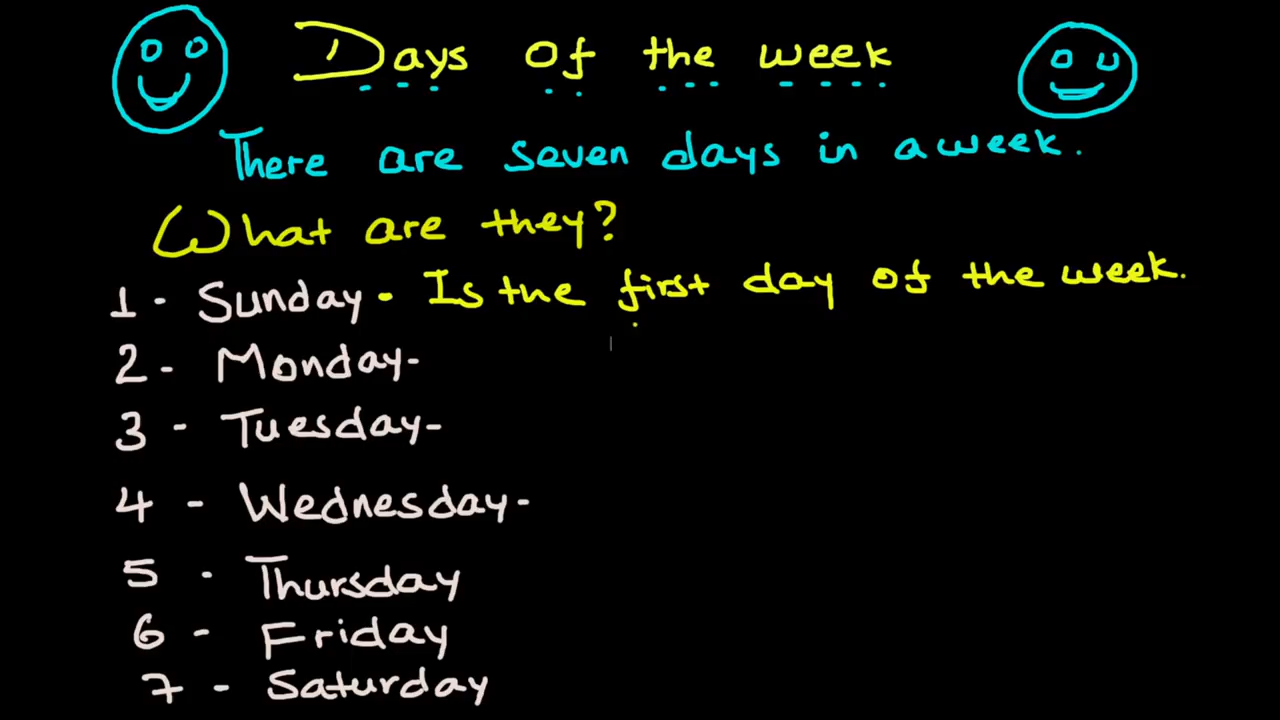 Days of the week
There are seven days in a week.
What are they?
1 - Sunday - Is the first day of the week.
2 - Monday-
3 - Tuesday-
4 - Wednesday-
5 - Thursday
6 - Friday
7 - Saturday